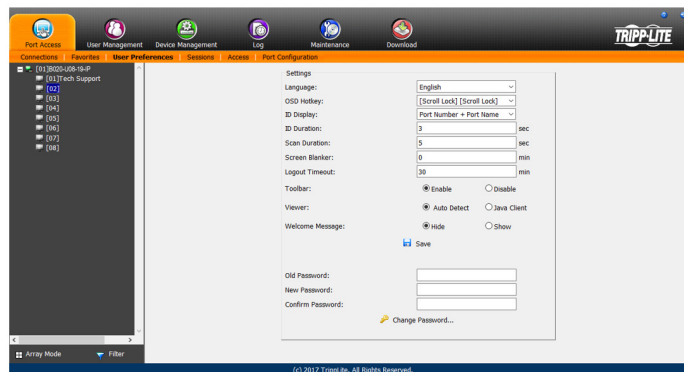 TRIPP-LITE
Port Access User Management Device Management Log Maintenance Download
Connections Favorites User Preferences Sessions Access Port Configuration
[01]B020-U08-19-IP
[01]Tech Support
[02]
[03]
[04]
[05]
[06]
[07]
[08]
Array Mode Filter
Settings
Language: English
OSD Hotkey: [Scroll Lock] [Scroll Lock]
ID Display: Port Number + Port Name
ID Duration: 3 sec
Scan Duration: 5 sec
Screen Blanker: 0 min
Logout Timeout: 30 min
Toolbar: Enable Disable
Viewer: Auto Detect Java Client
Welcome Message: Hide Show
Save
Old Password:
New Password:
Confirm Password:
Change Password...
(c) 2017 TrippLite. All Rights Reserved.